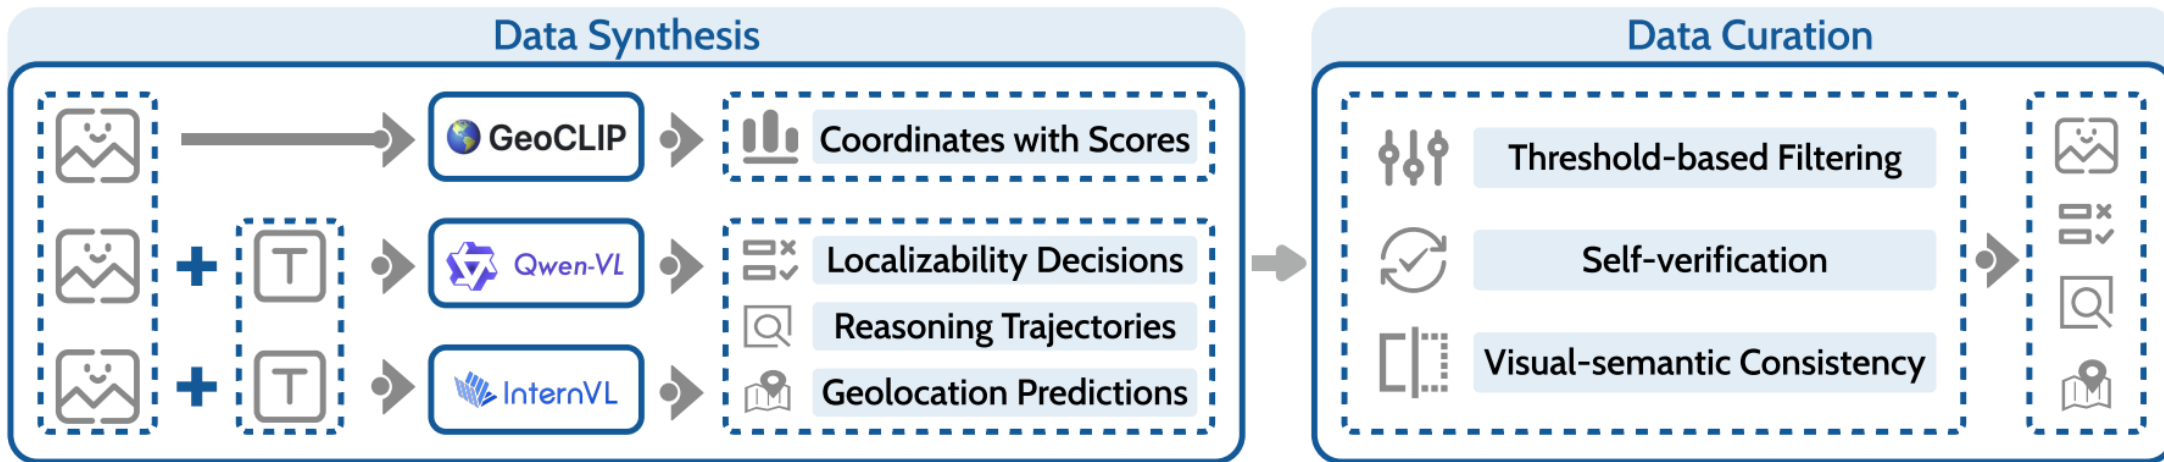 Data Synthesis
Data Curation
GeoCLIP
Coordinates with Scores
T
Qwen-VL
Localizability Decisions
Reasoning Trajectories
T
InternVL
Geolocation Predictions
Threshold-based Filtering
Self-verification
Visual-semantic Consistency